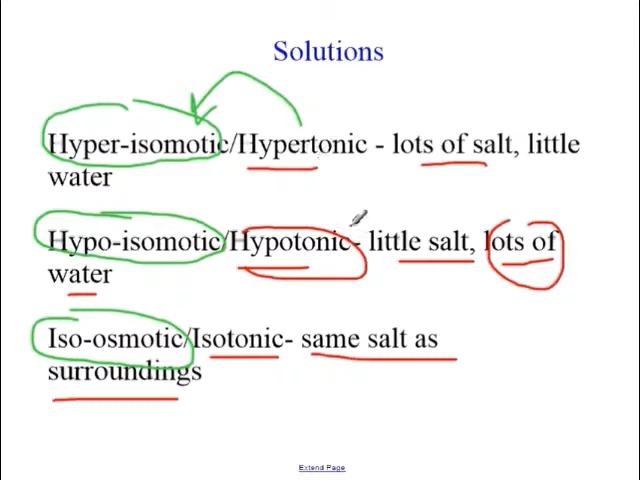 Solutions
Hyper-isomotic/Hypertonic - lots of salt, little
water
Hypo-isomotic/Hypotonic- little salt, lots of
water
Iso-osmotic/Isotonic- same salt as
surroundings
Extend Page